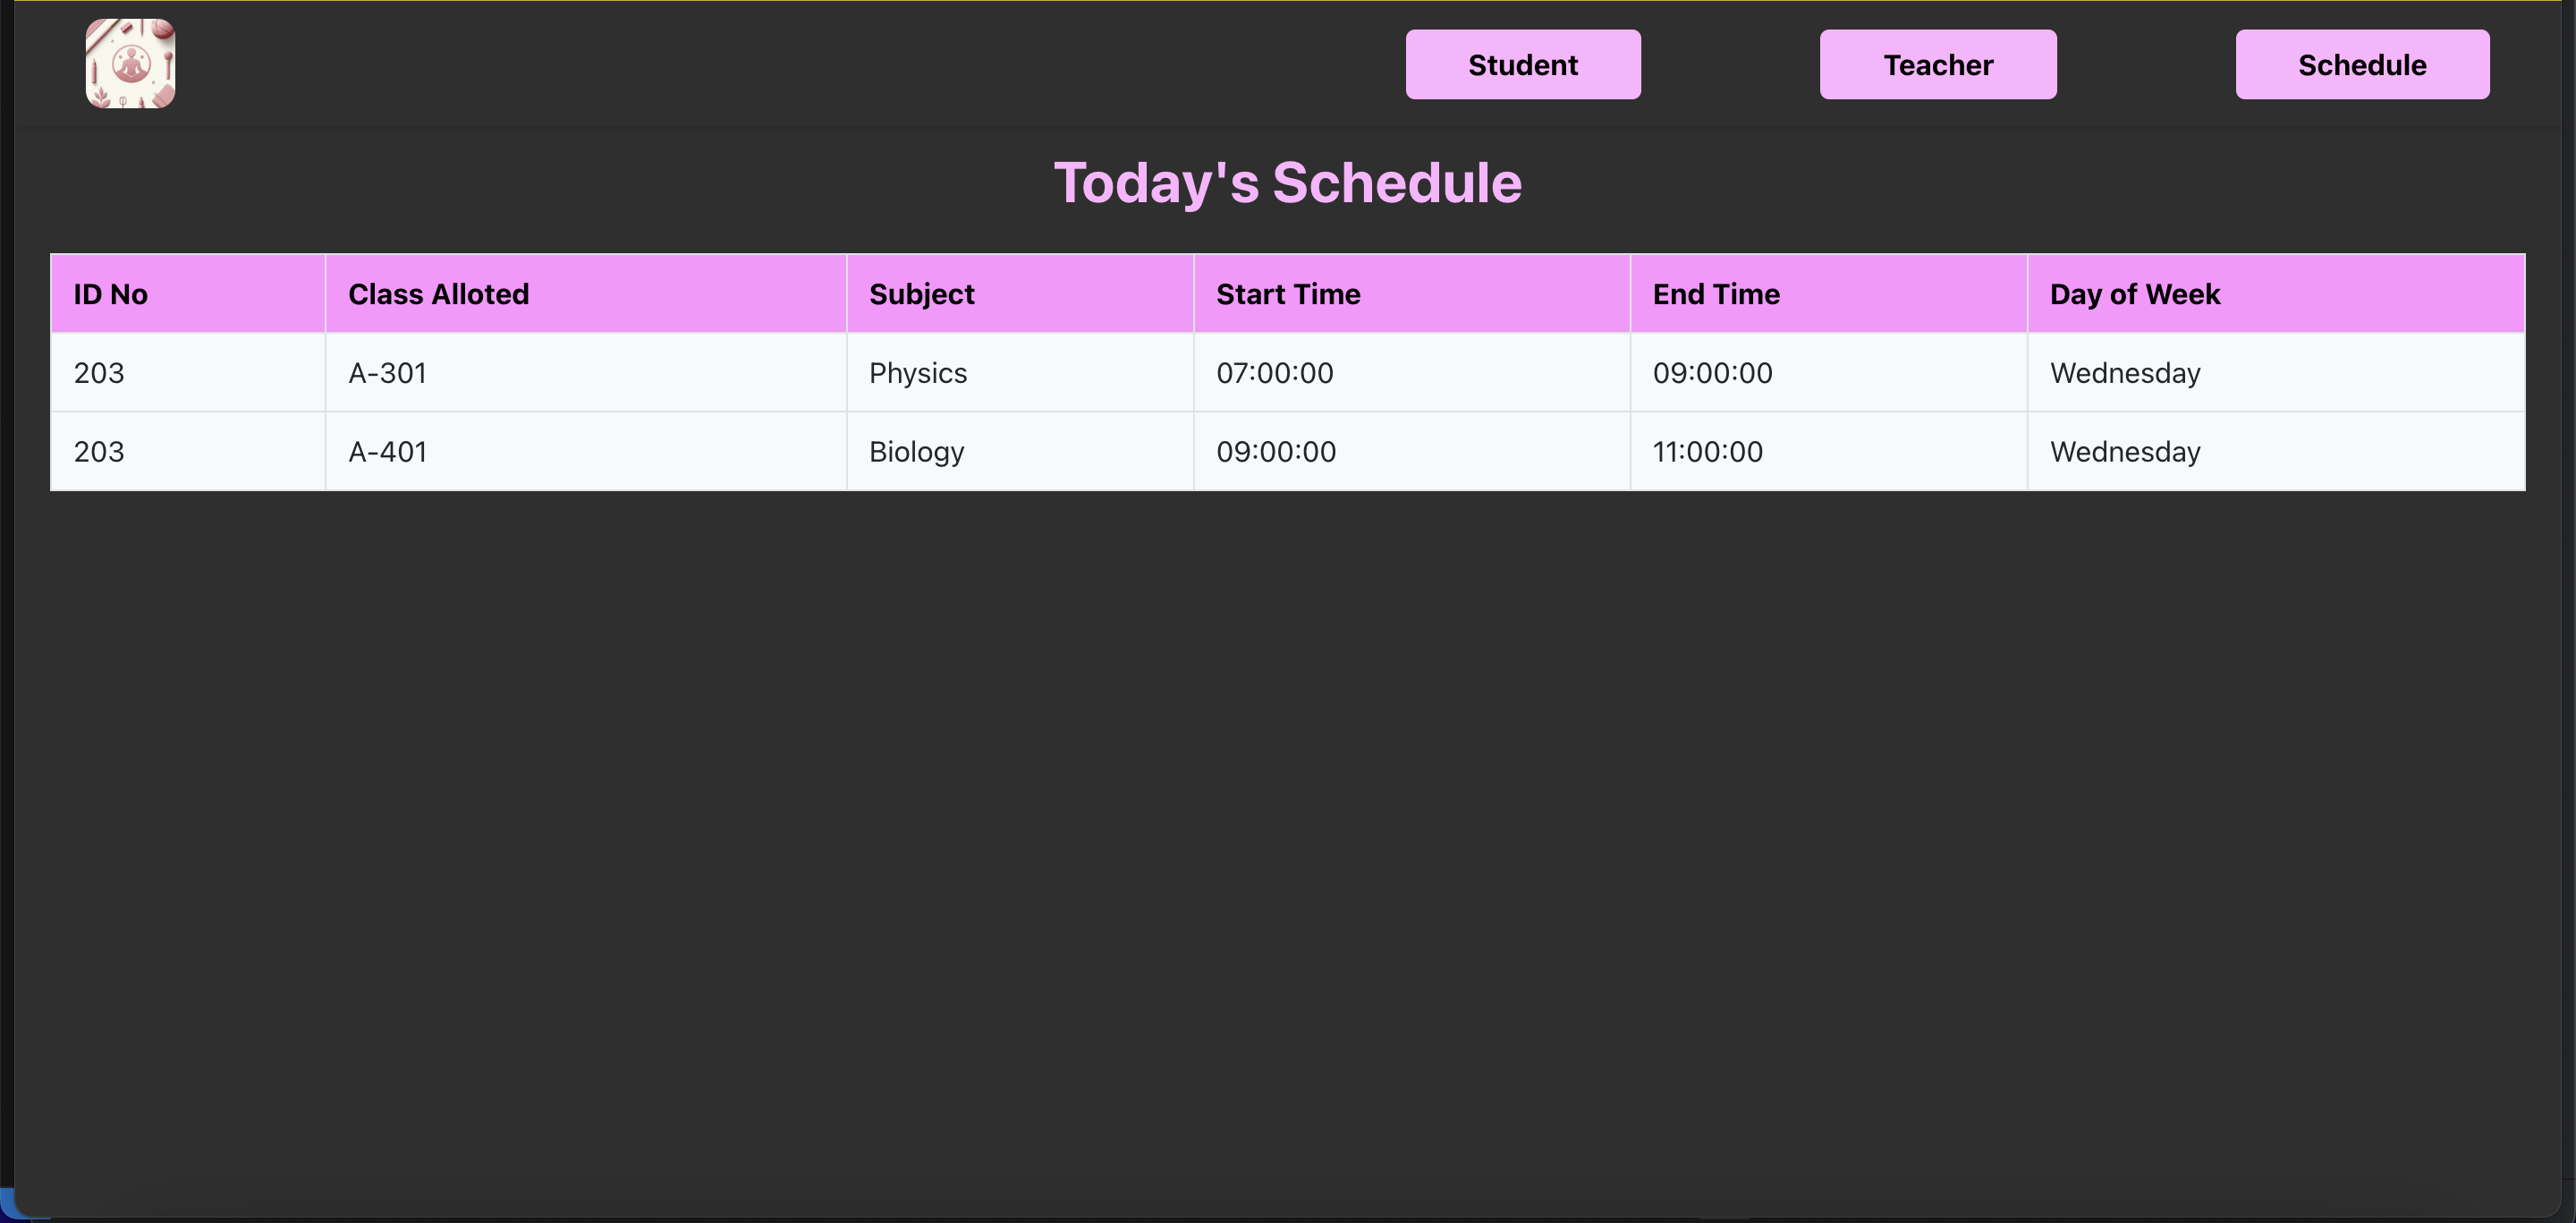 Student Teacher Schedule
Today's Schedule
ID No Class Alloted Subject Start Time End Time Day of Week
203 A-301 Physics 07:00:00 09:00:00 Wednesday
203 A-401 Biology 09:00:00 11:00:00 Wednesday